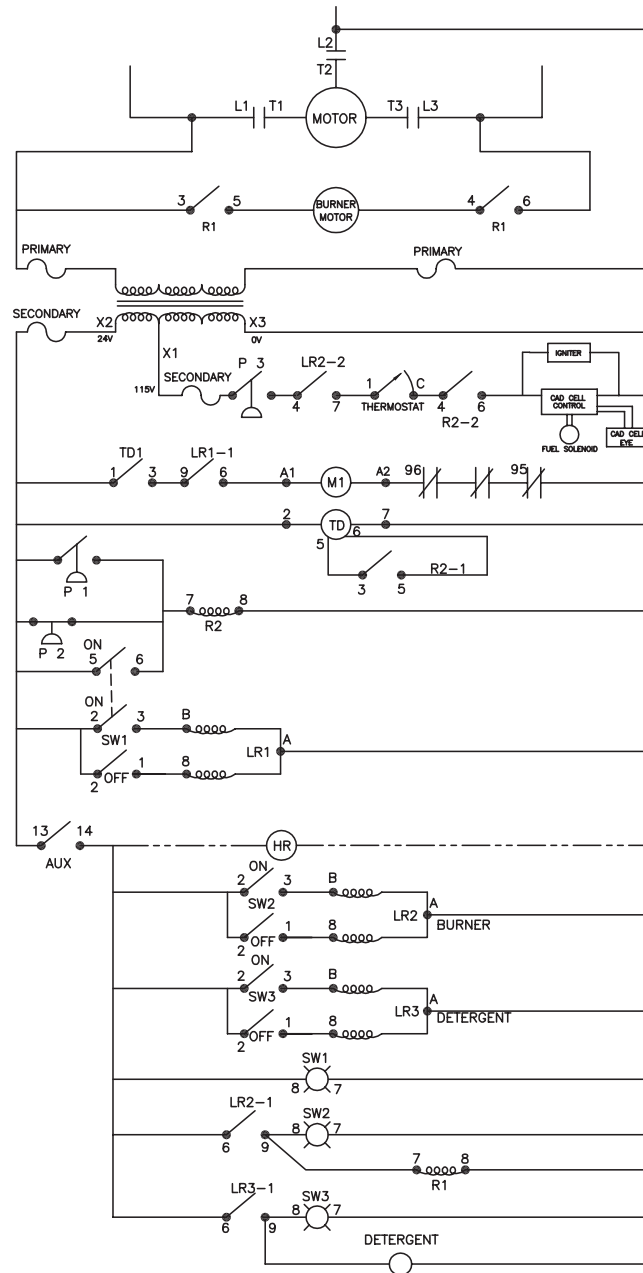 L2
T2
L1 T1 MOTOR T3 L3
3 5 BURNER MOTOR 4 6
R1 R1
PRIMARY PRIMARY
SECONDARY
X2 X3
24V 0V
X1
115V SECONDARY P 3 LR2-2
4 7 1 C 4 6
THERMOSTAT R2-2
IGNITER
CAD CELL CONTROL
FUEL SOLENOID CAD CELL EYE
TD1 LR1-1
1 3 9 6 A1 M1 A2 96 95
2 TD 7
5 6
3 5 R2-1
P 1
7 8
R2
P 2
ON
5 6
ON
2 3 B
SW1 LR1 A
OFF 1 8
2
13 14 HR
AUX
ON
2 3 B
SW2 LR2 A
BURNER
OFF 1 8
2
ON
2 3 B
SW3 LR3 A
DETERGENT
OFF 1 8
2
SW1
8 7
LR2-1 SW2
6 9 8 7
7 8
R1
LR3-1 SW3
6 9 8 7
DETERGENT